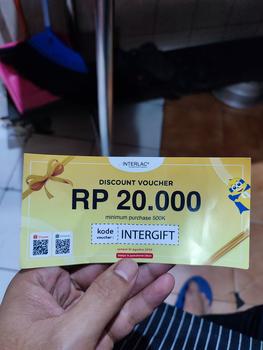 INTERLAC
DISCOUNT VOUCHER
RP 20.000
minimum purchase 500K
kode
voucher:
INTERGIFT